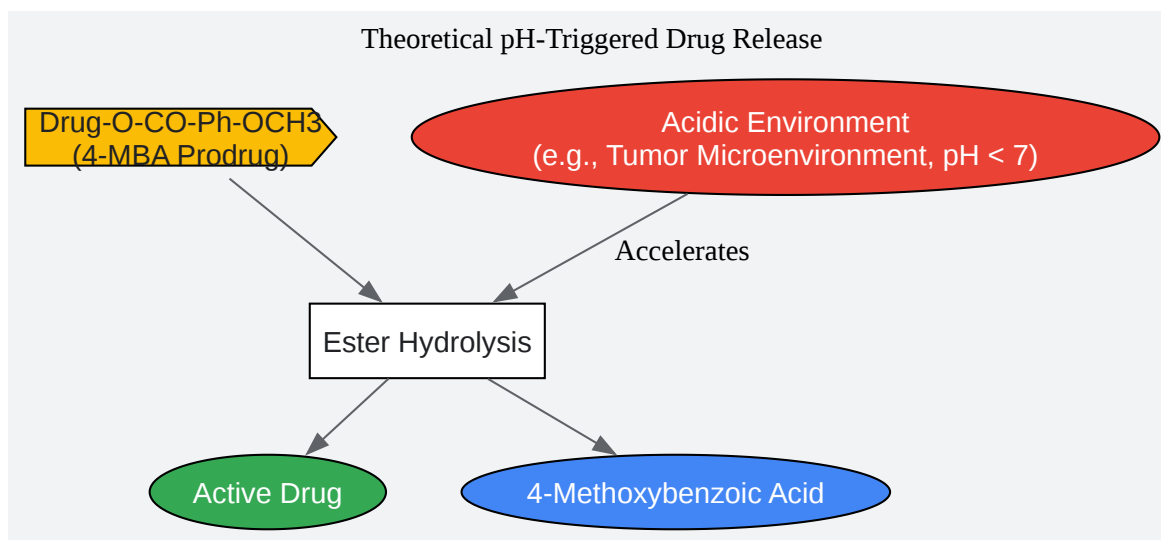 Theoretical pH-Triggered Drug Release
Drug-O-CO-Ph-OCH3
(4-MBA Prodrug)
Acidic Environment
(e.g., Tumor Microenvironment, pH < 7)
Accelerates
Ester Hydrolysis
Active Drug
4-Methoxybenzoic Acid